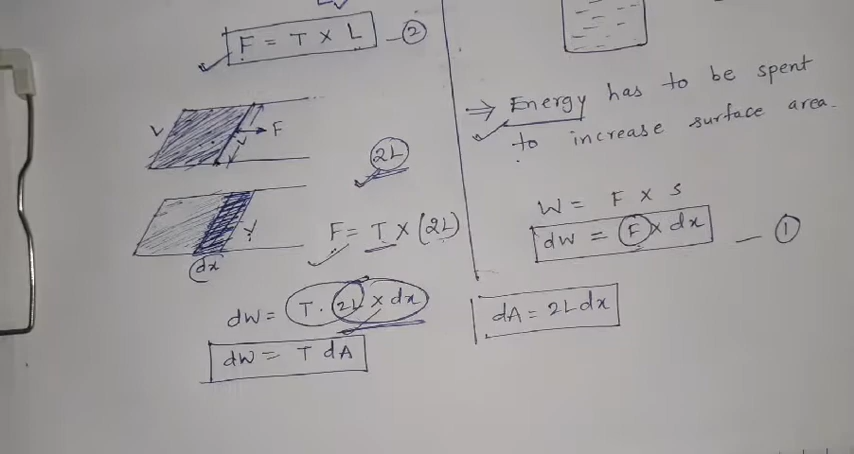 F = T × L — 2
F
2L
F = T × (2L)
dx
dW = T · 2L × dx
dW = T dA
⇒ Energy has to be spent
to increase surface area.
W = F × S
dW = F × dx — 1
dA = 2L dx